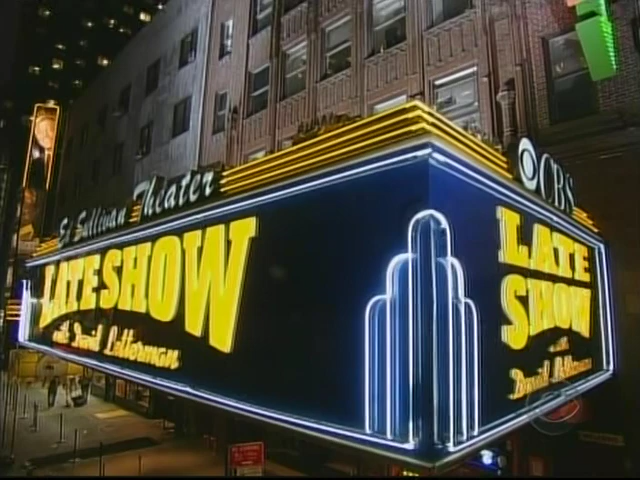 Ed Sullivan Theater
LATE SHOW
with David Letterman
CBS
LATE
SHOW
with
David Letterman